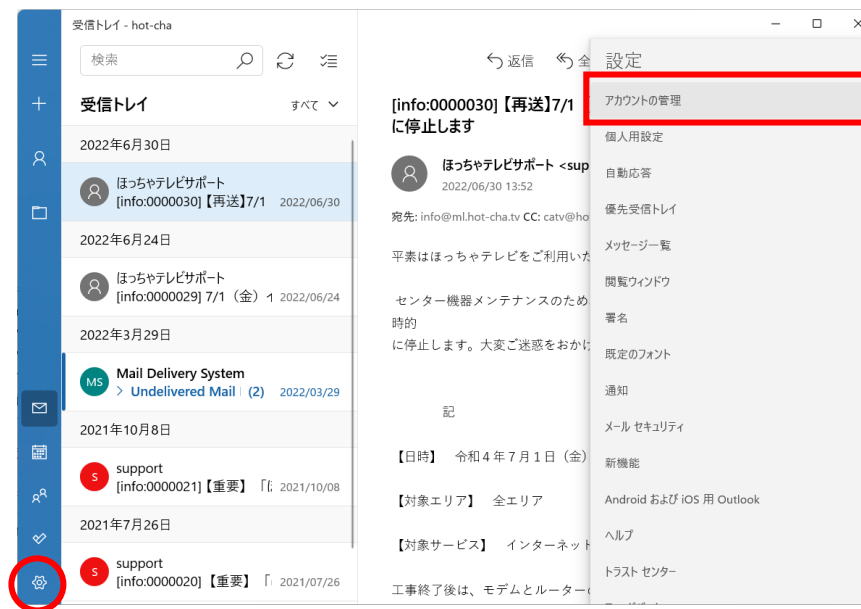 受信トレイ - hot-cha
検索
受信トレイ
すべて
2022年6月30日
ほっちゃテレビサポート
[info:0000030]【再送】7/1
2022/06/30
2022年6月24日
ほっちゃテレビサポート
[info:0000029] 7/1（金）
2022/06/24
2022年3月29日
MS
Mail Delivery System
> Undelivered Mail
(2)
2022/03/29
2021年10月8日
S
support
[info:0000021]【重要】「ほ
2021/10/08
2021年7月26日
S
support
[info:0000020] 【重要】「
2021/07/26
返信
全
[info:0000030]【再送】7/1
に停止します
ほっちゃテレビサポート <sup
2022/06/30 13:52
宛先: info@ml.hot-cha.tv CC: catv@ho
平素はほっちゃテレビをご利用いた
センター機器メンテナンスのため
時的
に停止します。大変ご迷惑をおかけ
記
【日時】 令和４年７月１日（金）
【対象エリア】 全エリア
【対象サービス】 インターネット
工事終了後は、モデムとルーター
設定
アカウントの管理
個人用設定
自動応答
優先受信トレイ
メッセージ一覧
閲覧ウィンドウ
署名
既定のフォント
通知
メール セキュリティ
新機能
Android および iOS 用 Outlook
ヘルプ
トラスト センター